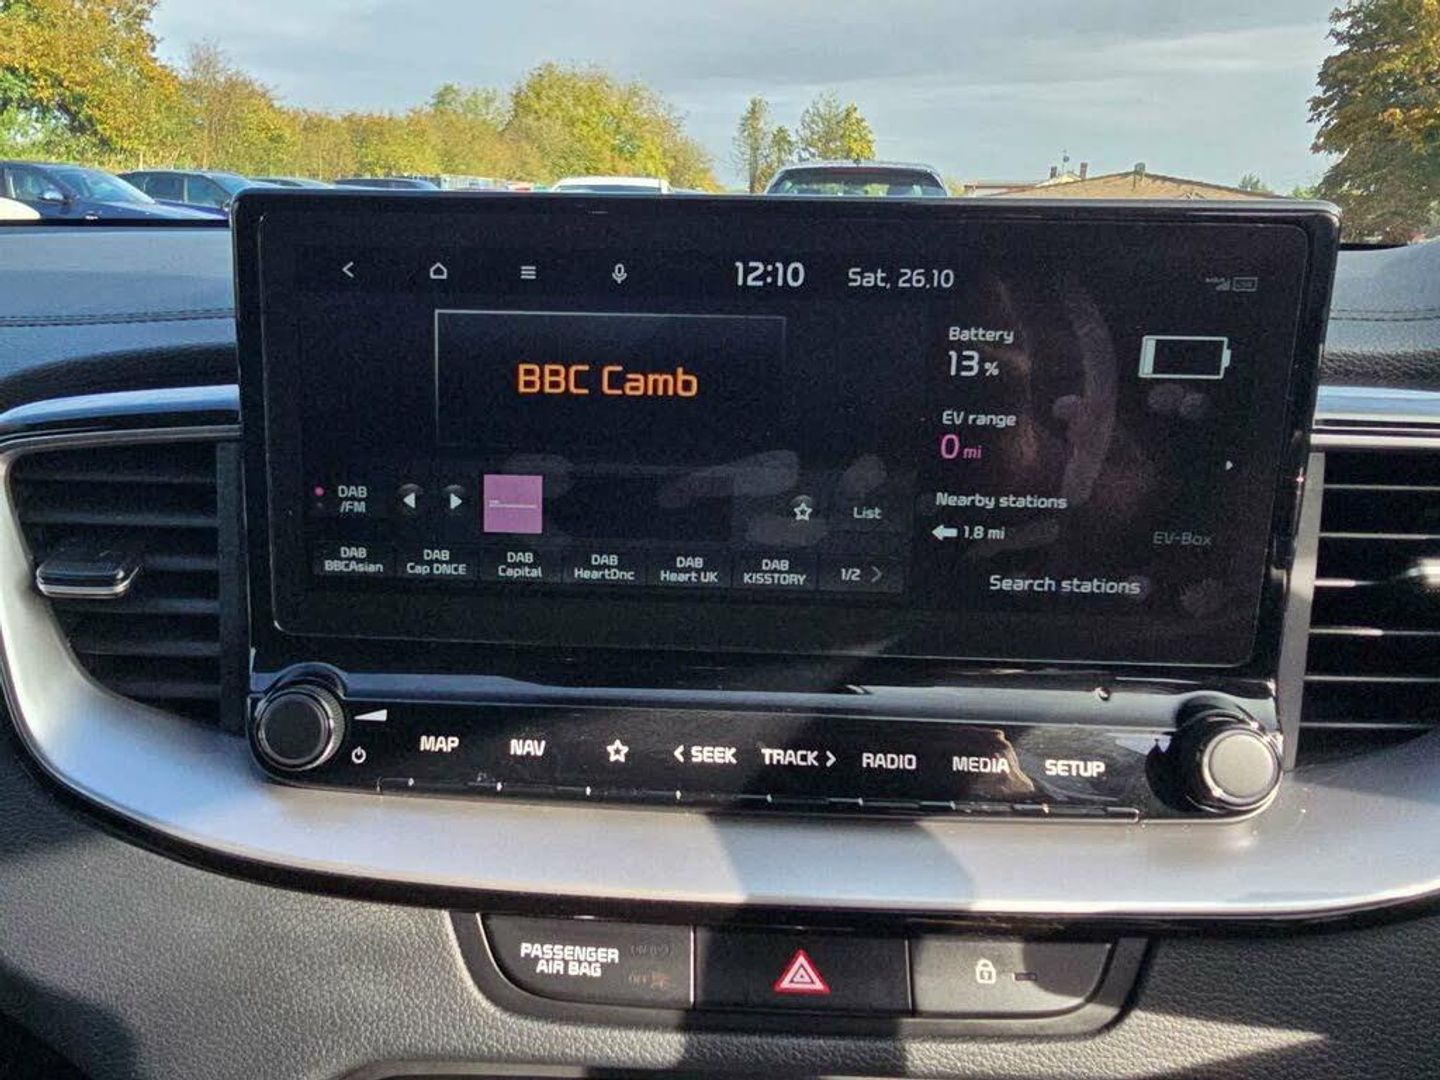 12:10 Sat, 26.10
BBC Camb
Battery
13 %
EV range
0 mi
Nearby stations
1.8 mi
EV-Box
Search stations
DAB
/FM
List
DAB
BBCAsian
DAB
Cap DNCE
DAB
Capital
DAB
HeartDnc
DAB
Heart UK
DAB
KISSTORY
1/2
MAP NAV SEEK TRACK RADIO MEDIA SETUP
PASSENGER
AIR BAG
OFF